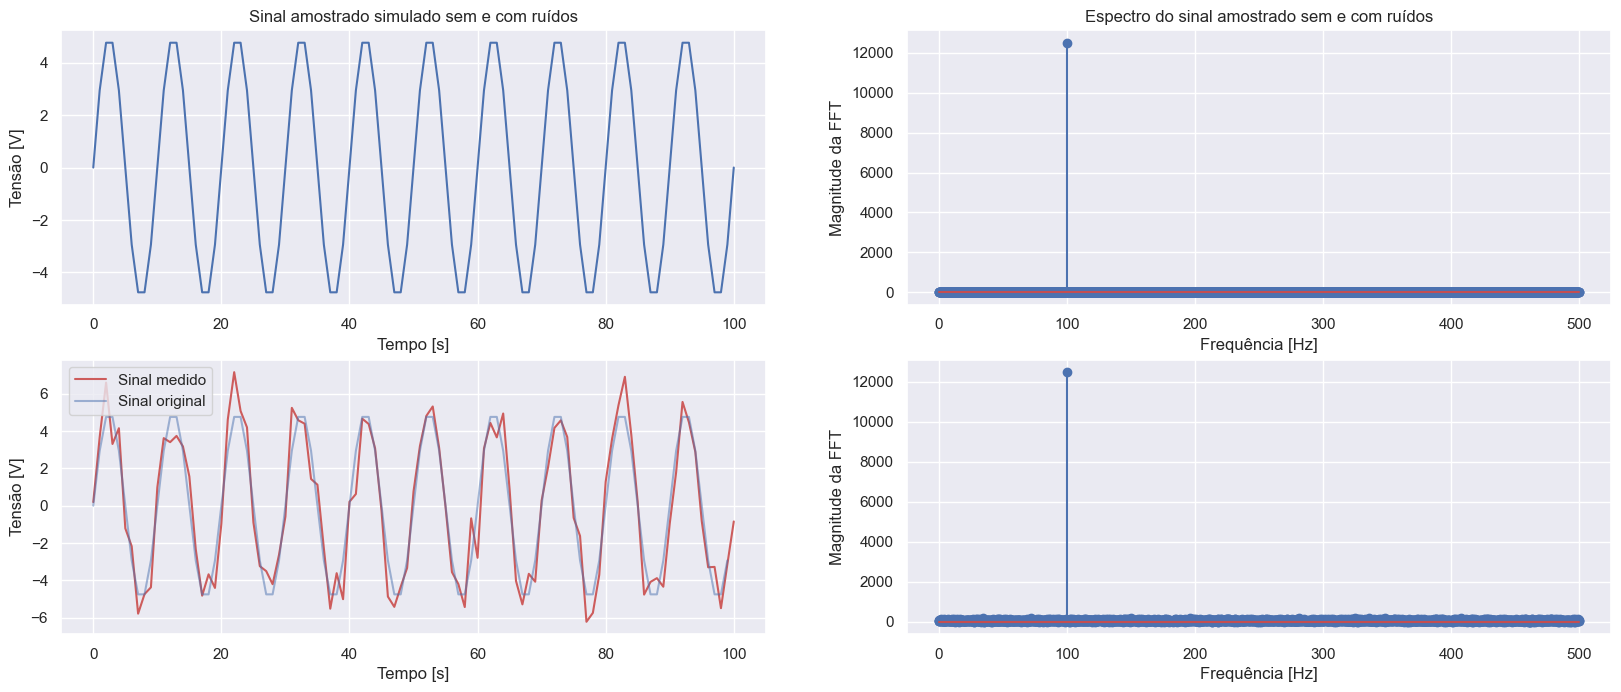 Sinal amostrado simulado sem e com ruídos
Tensão [V]
4
2
0
−2
−4
0 20 40 60 80 100
Tempo [s]
Espectro do sinal amostrado sem e com ruídos
Magnitude da FFT
12000
10000
8000
6000
4000
2000
0
0 100 200 300 400 500
Frequência [Hz]
Sinal medido
Sinal original
Tensão [V]
6
4
2
0
−2
−4
−6
0 20 40 60 80 100
Tempo [s]
Magnitude da FFT
12000
10000
8000
6000
4000
2000
0
0 100 200 300 400 500
Frequência [Hz]